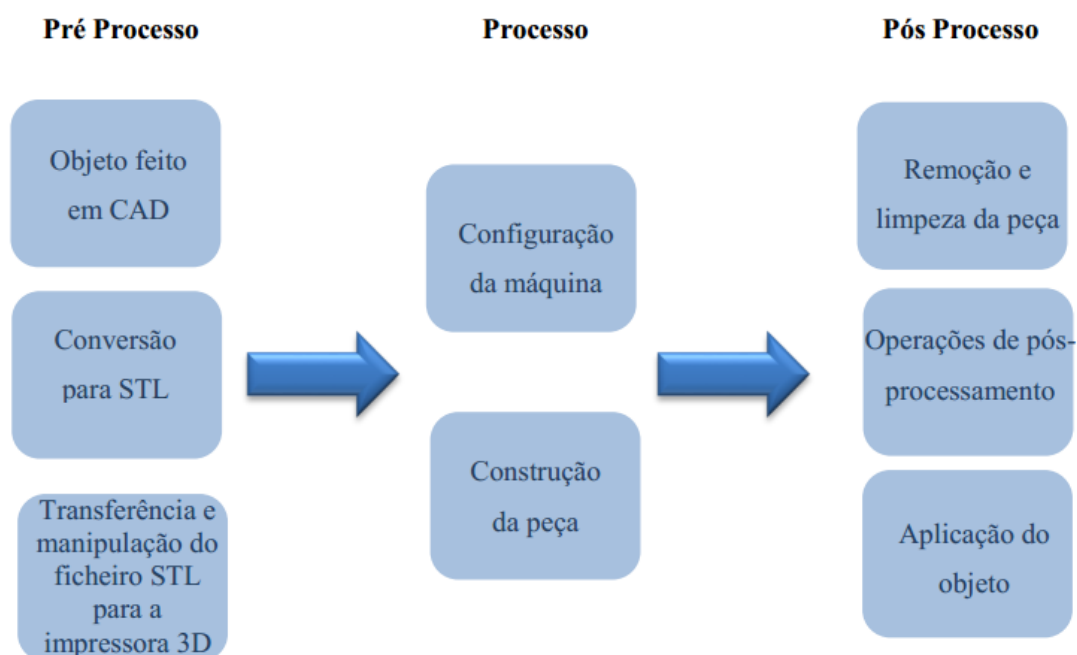 Pré Processo
Processo
Pós Processo
Objeto feito
em CAD
Conversão
para STL
Transferência e
manipulação do
ficheiro STL
para a
impressora 3D
Configuração
da máquina
Construção
da peça
Remoção e
limpeza da peça
Operações de pós-
processamento
Aplicação do
objeto